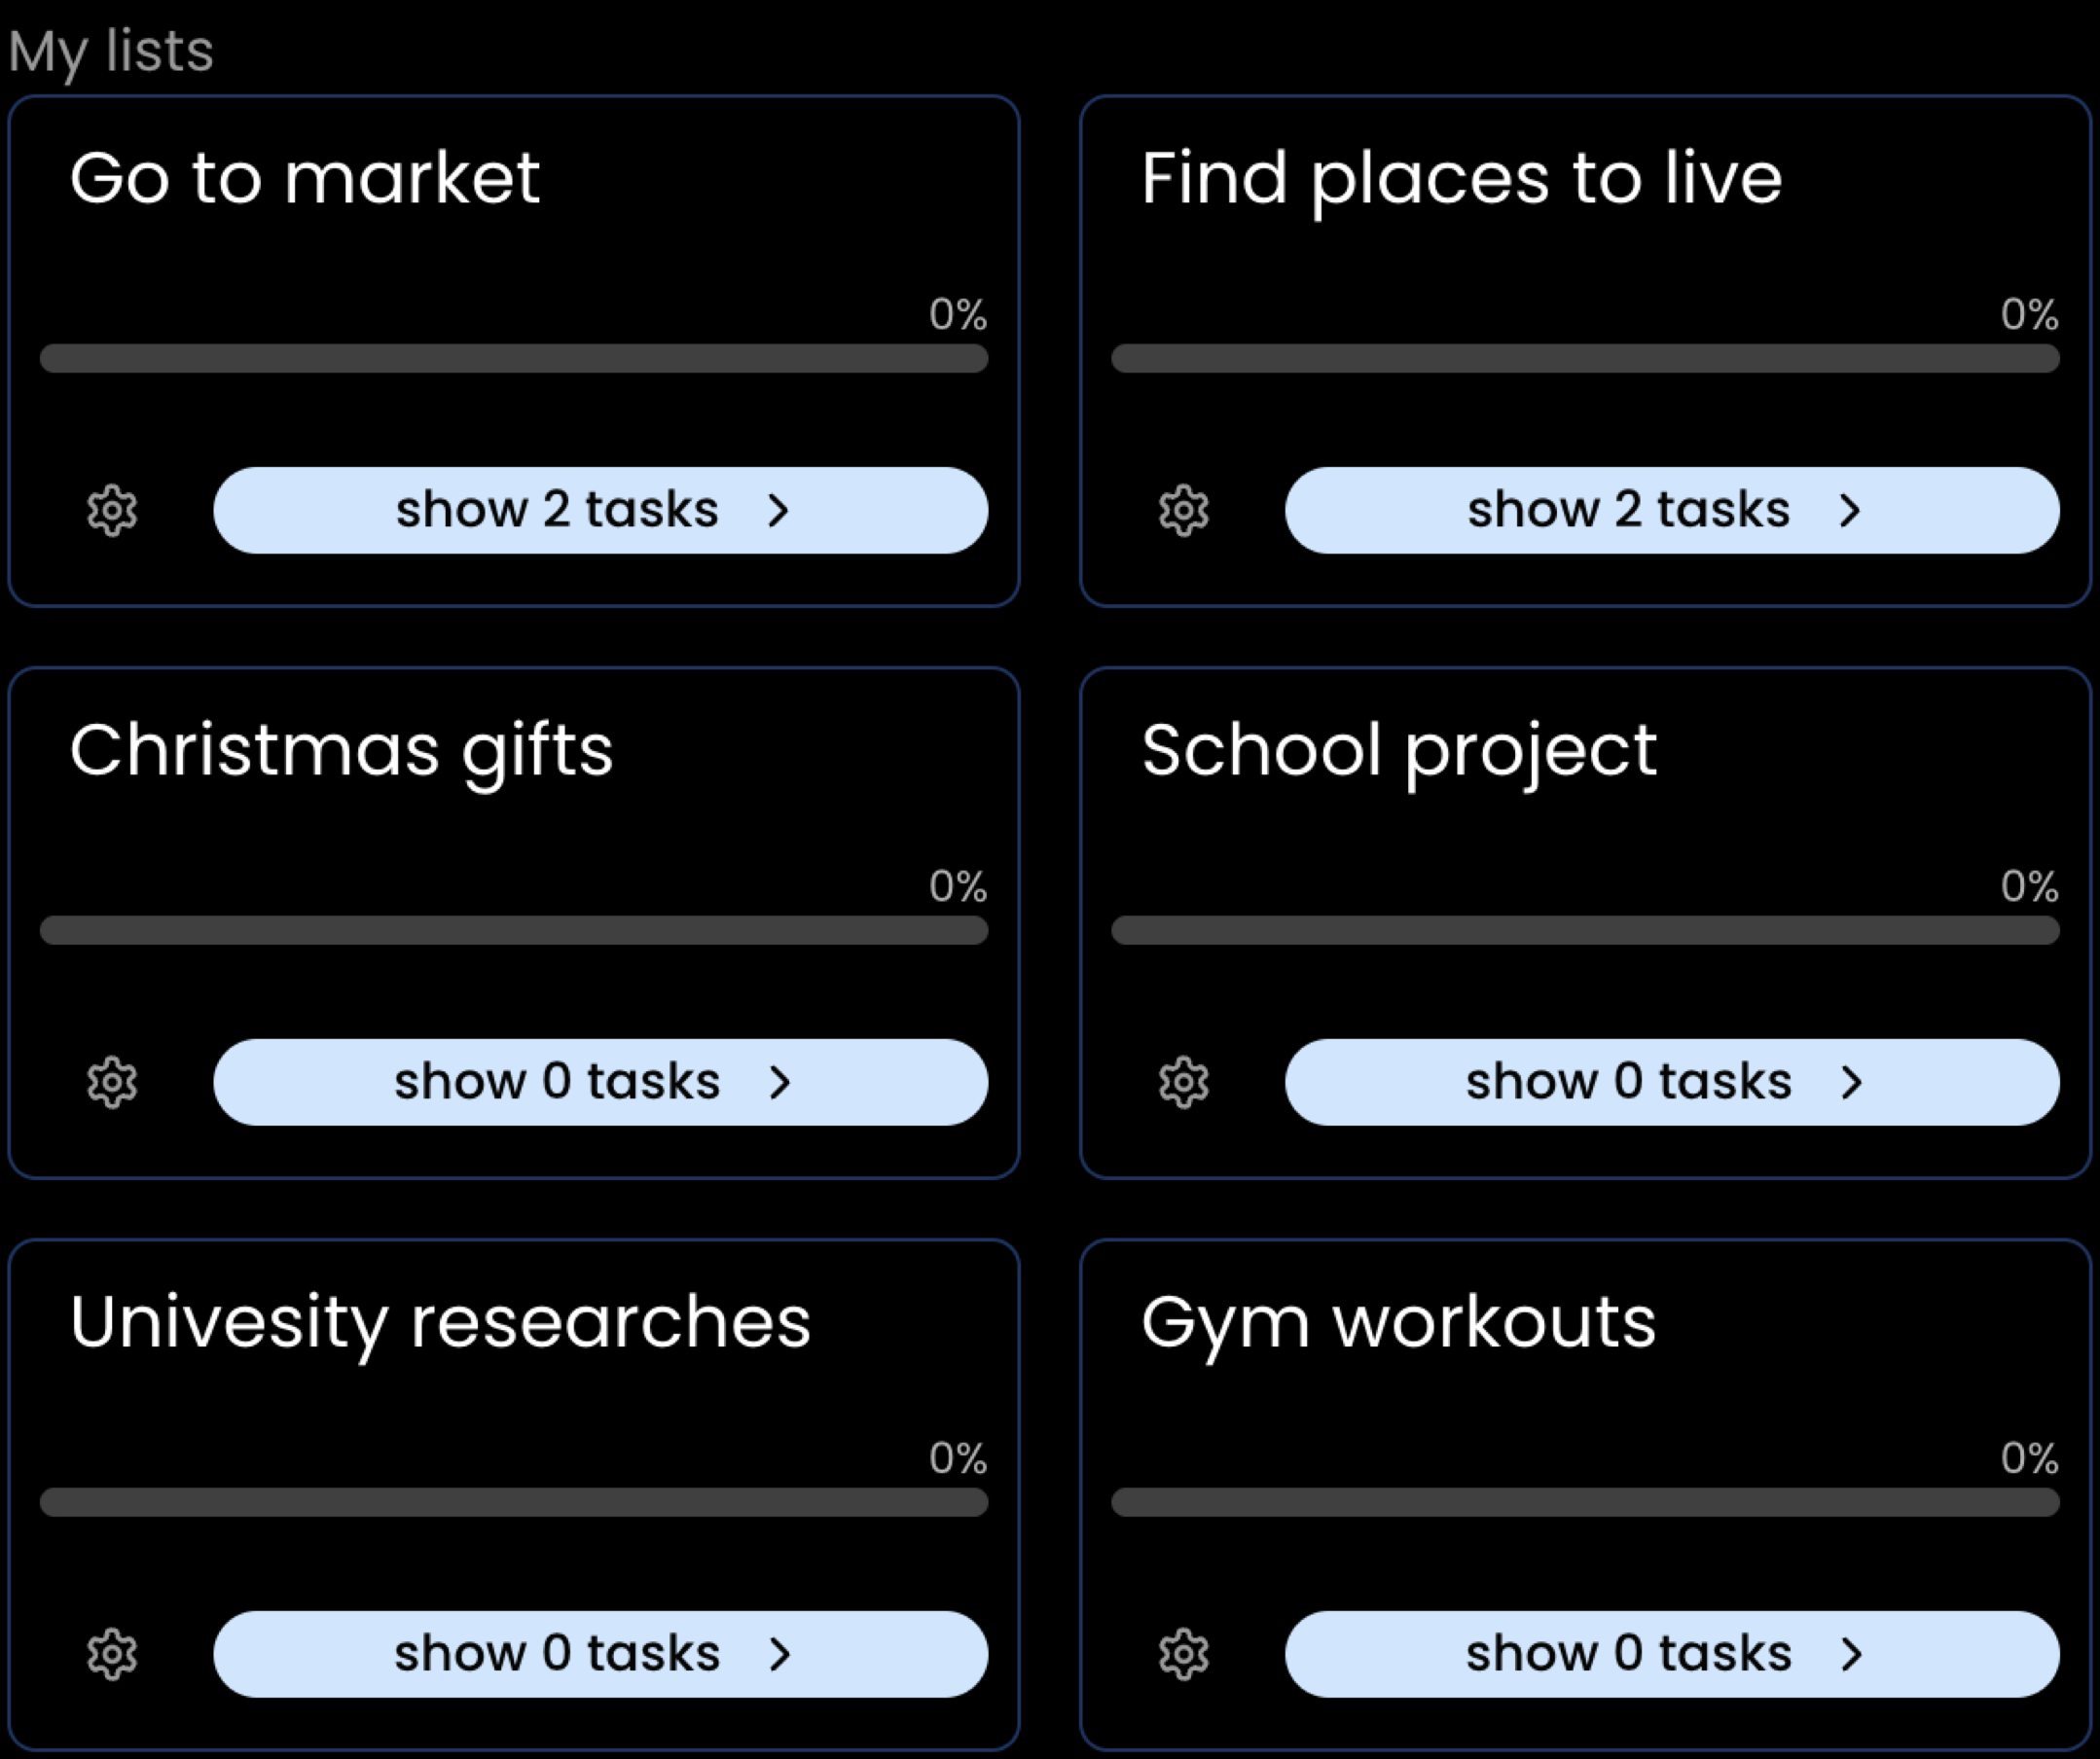 My lists
Go to market
0%
show 2 tasks
Find places to live
0%
show 2 tasks
Christmas gifts
0%
show 0 tasks
School project
0%
show 0 tasks
Univesity researches
0%
show 0 tasks
Gym workouts
0%
show 0 tasks